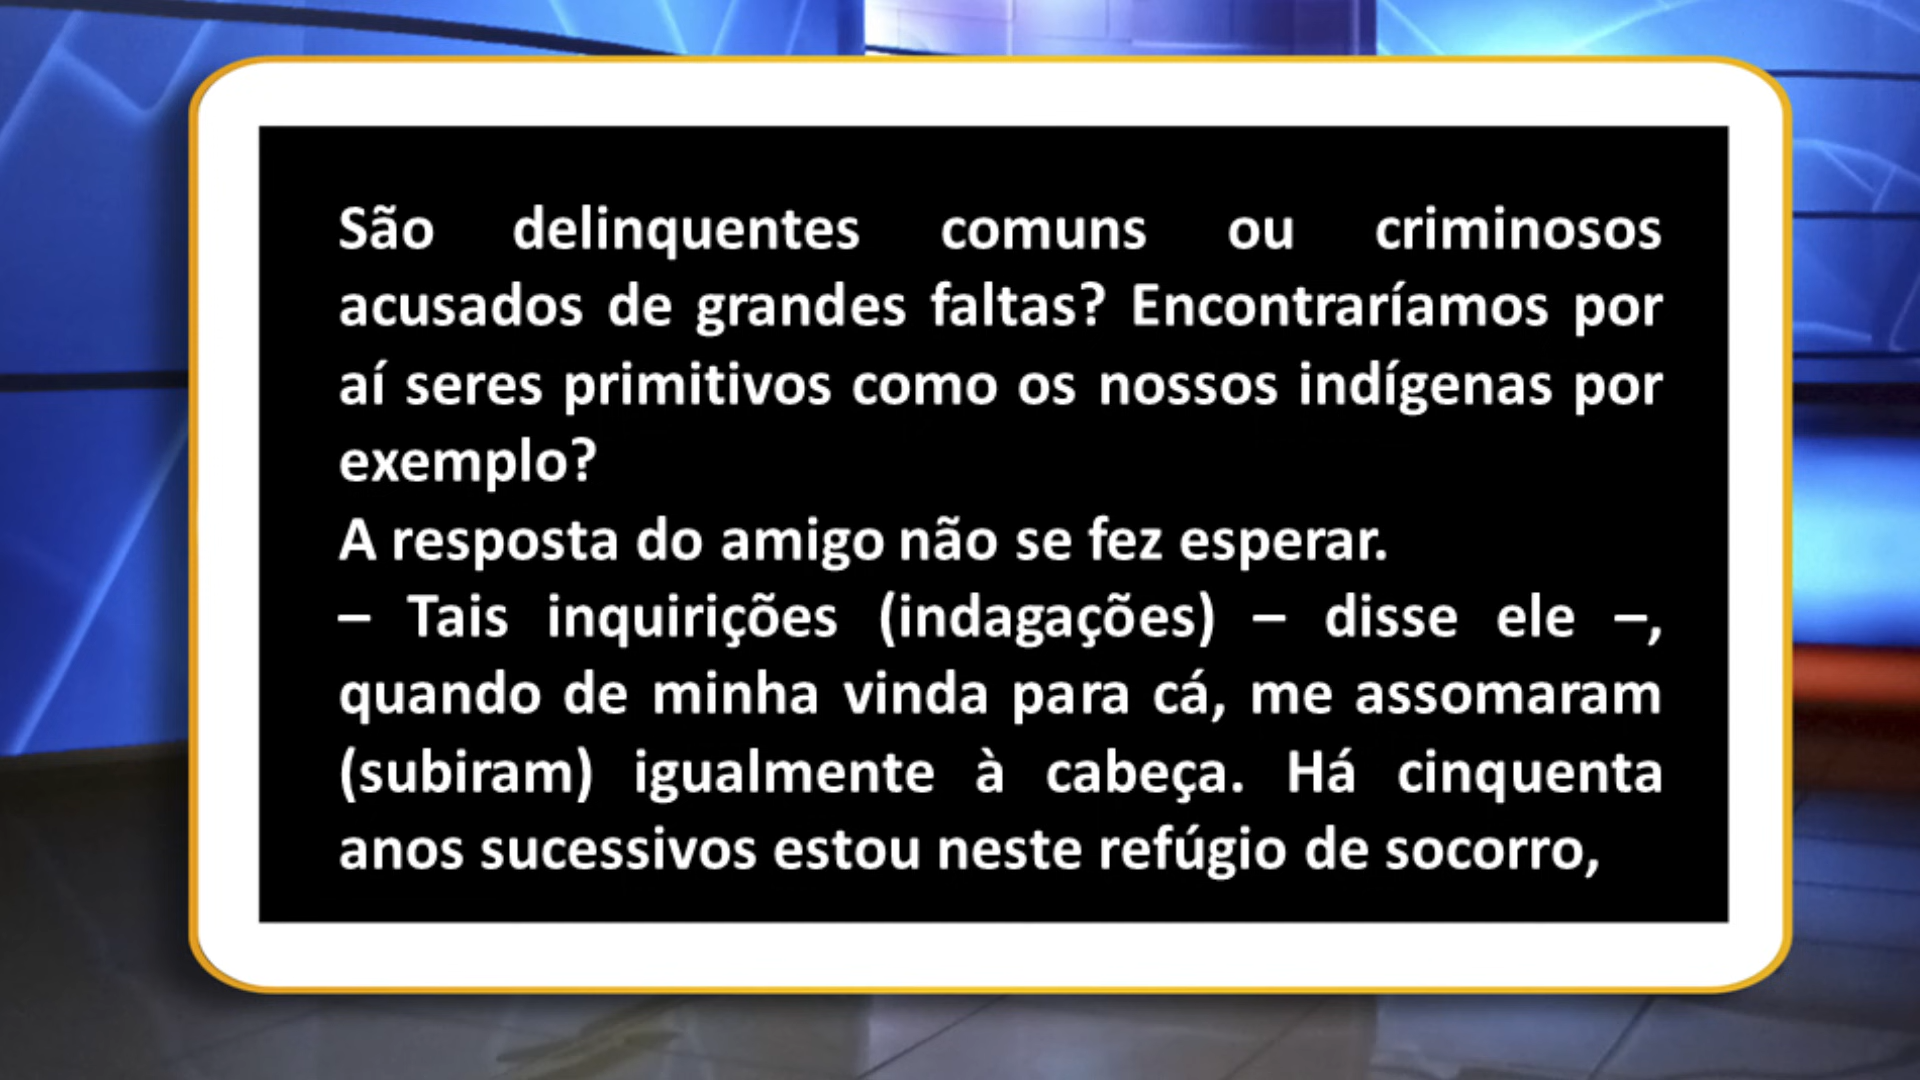 São delinquentes comuns ou criminosos
acusados de grandes faltas? Encontraríamos por
aí seres primitivos como os nossos indígenas por
exemplo?
A resposta do amigo não se fez esperar.
– Tais inquirições (indagações) – disse ele –,
quando de minha vinda para cá, me assomaram
(subiram) igualmente à cabeça. Há cinquenta
anos sucessivos estou neste refúgio de socorro,